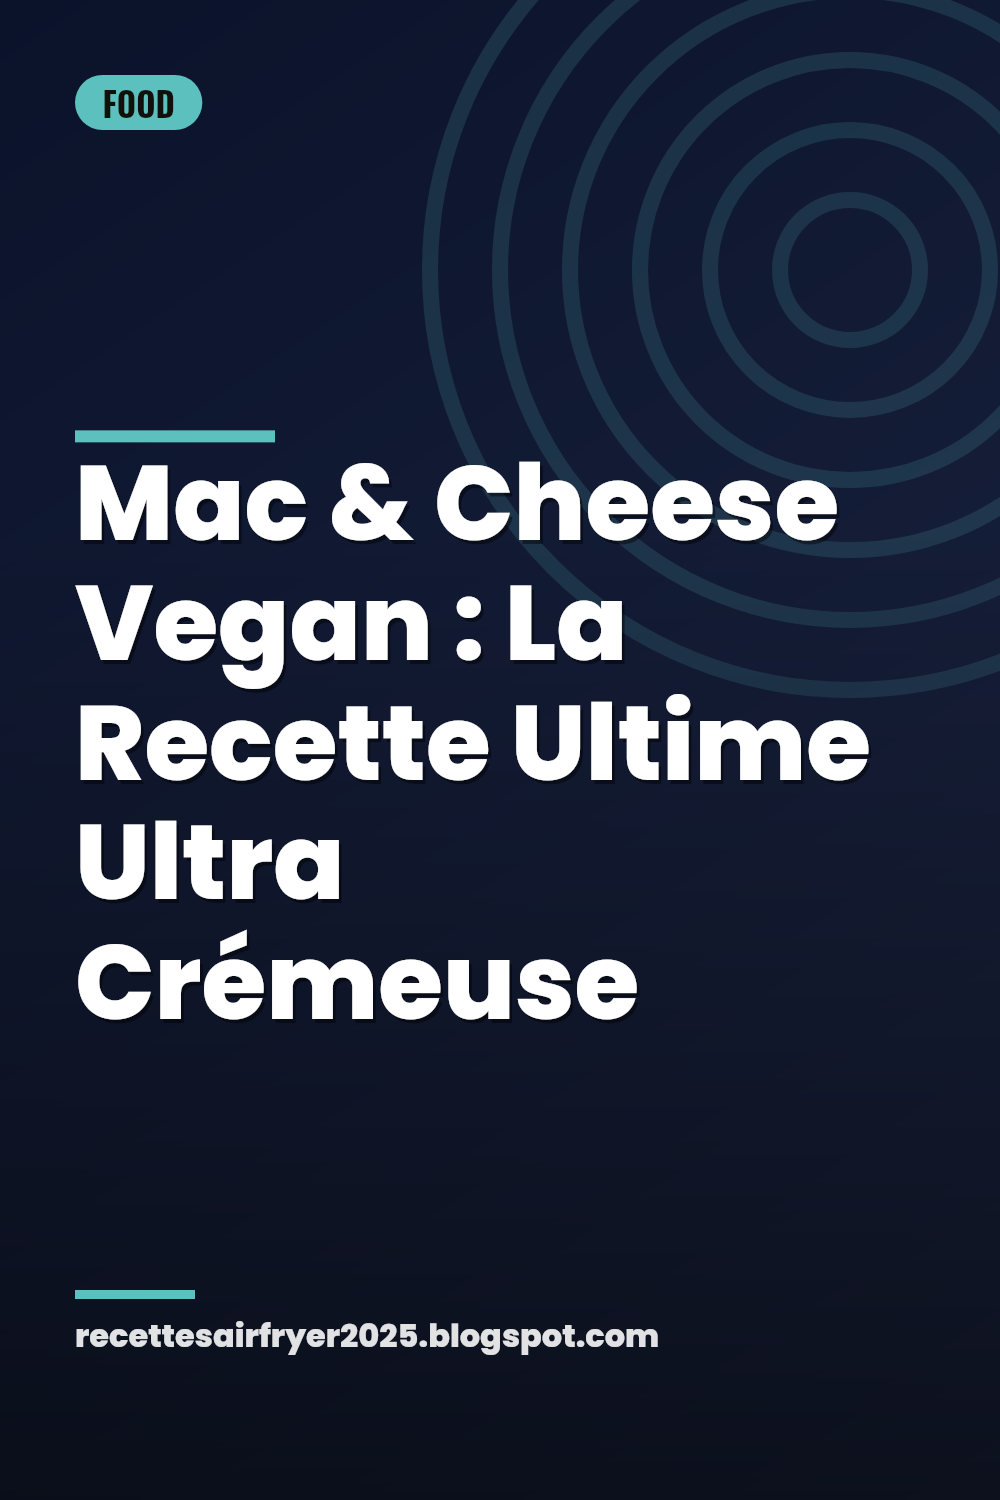 FOOD
Mac & Cheese
Vegan : La
Recette Ultime
Ultra
Crémeuse
recettesairfryer2025.blogspot.com